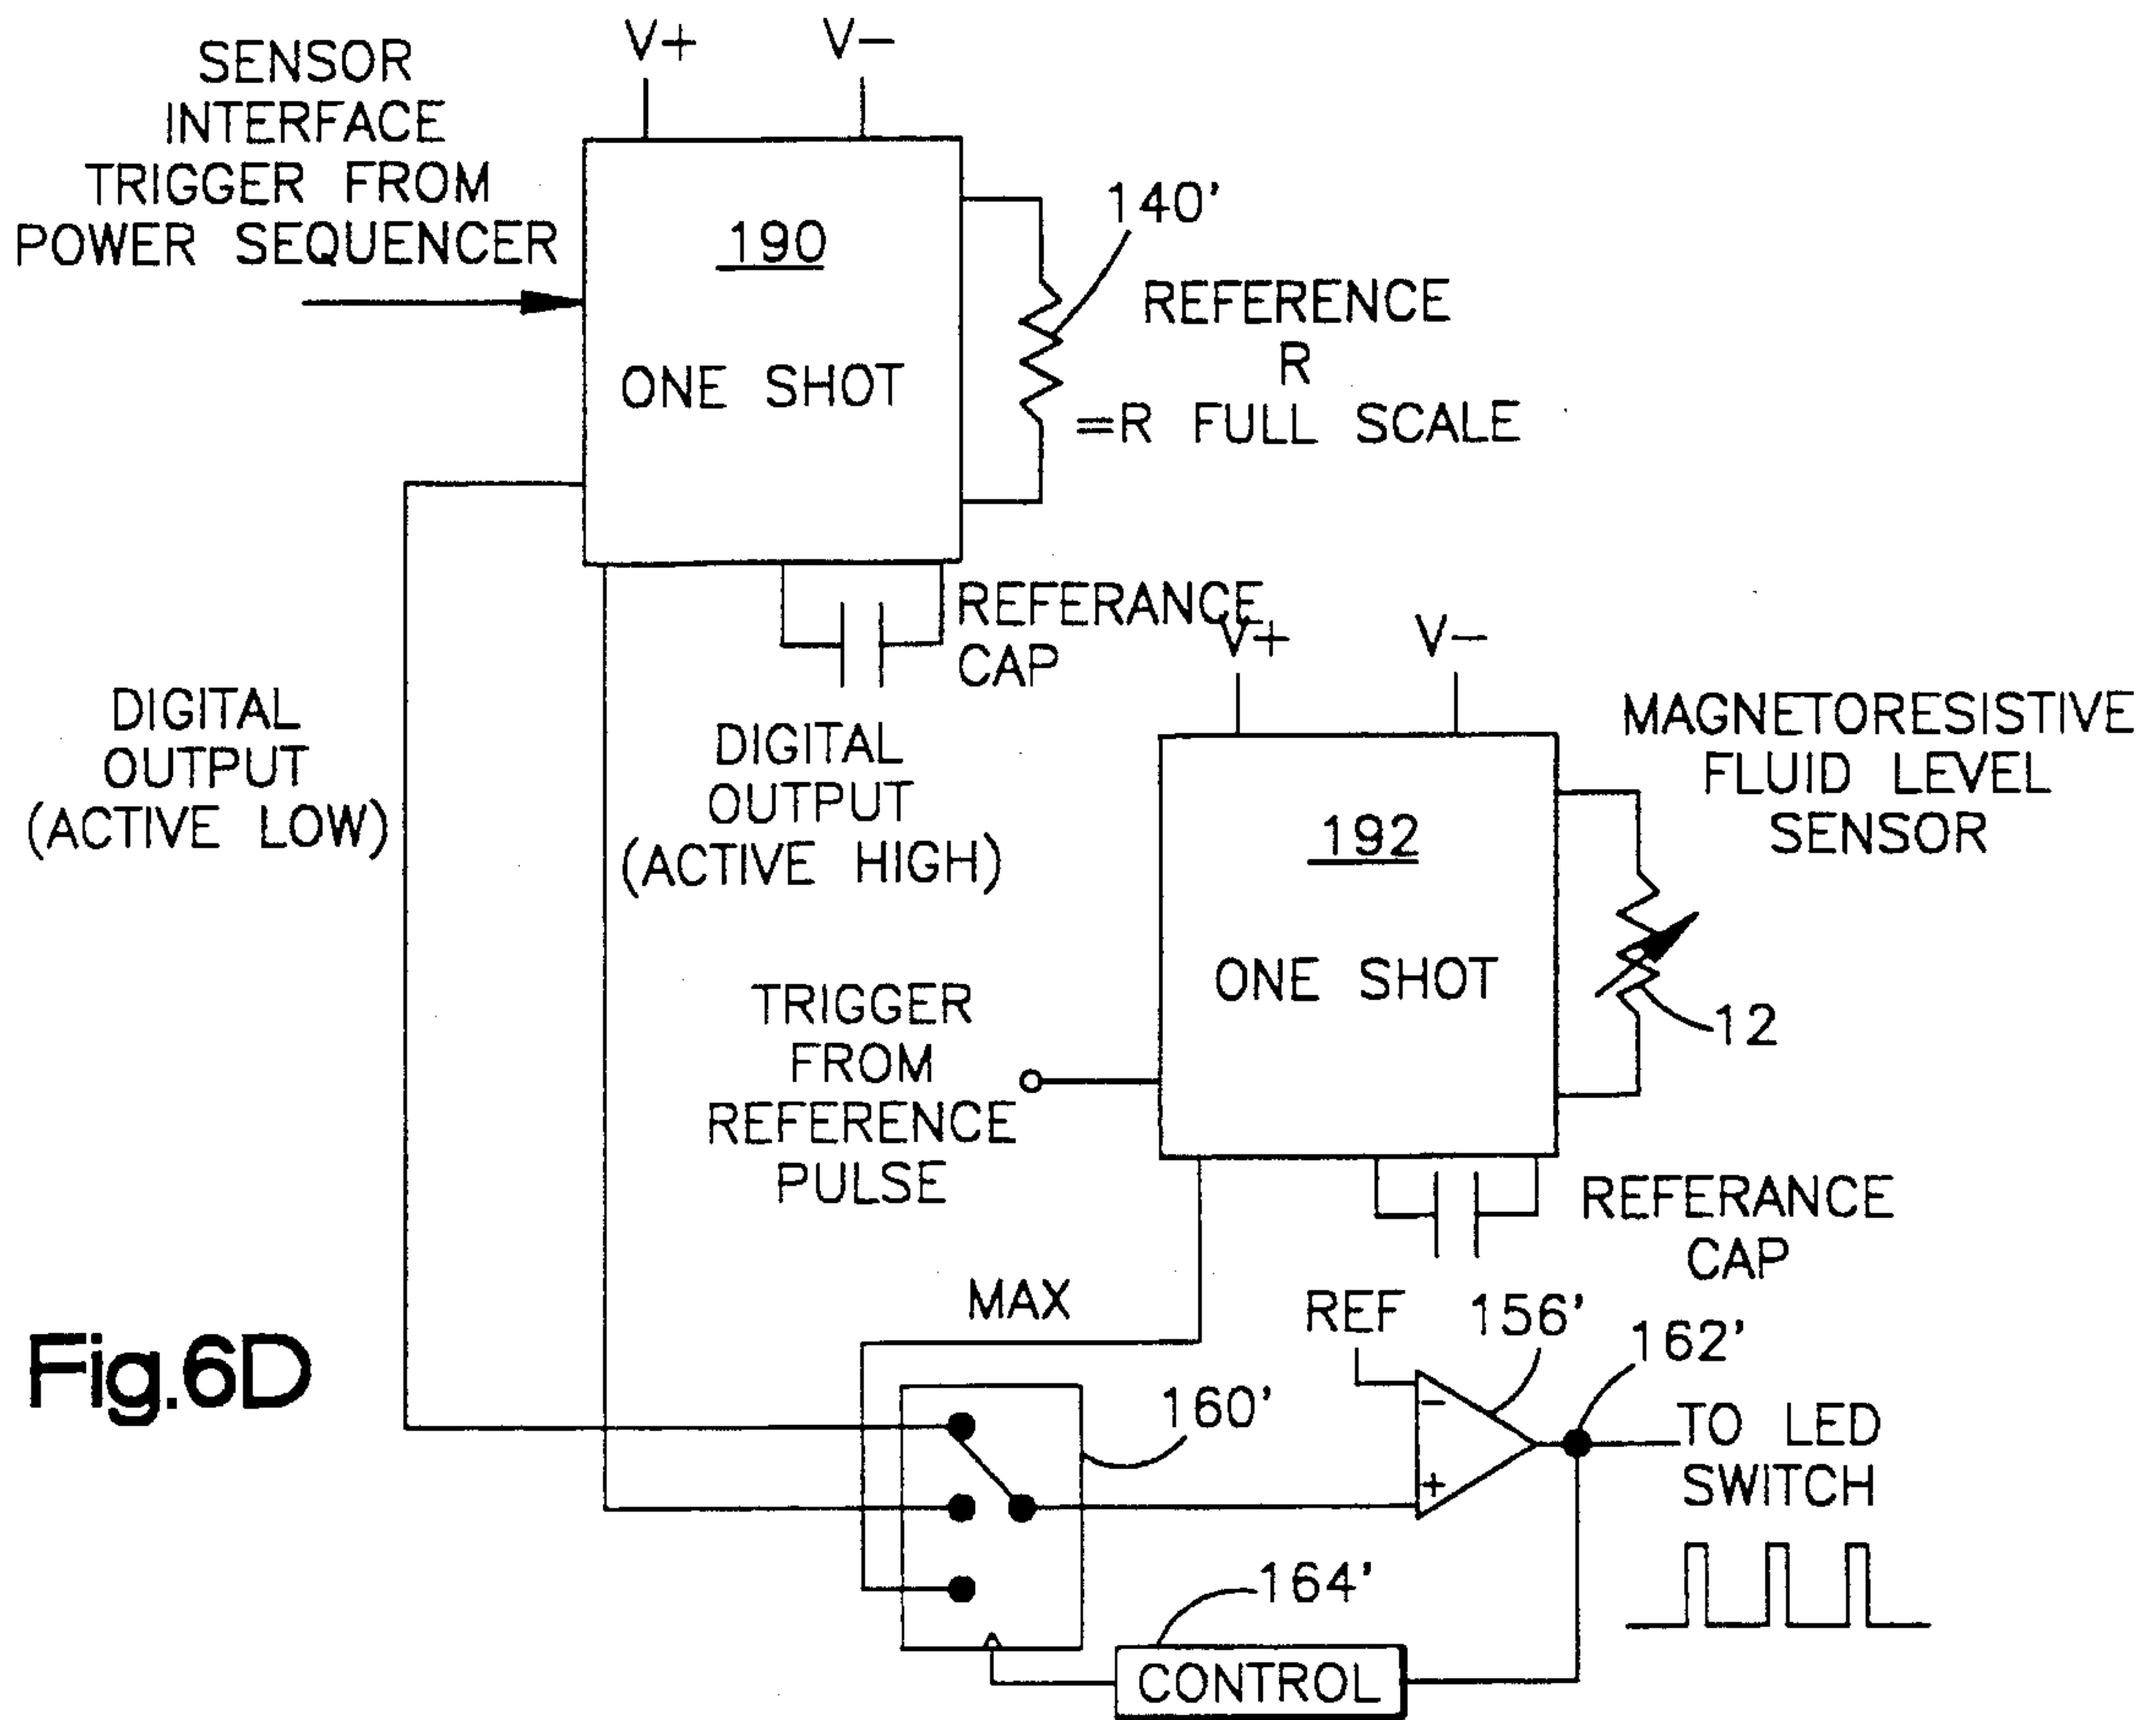 V+
V–
SENSOR
INTERFACE
TRIGGER FROM
POWER SEQUENCER
190
ONE SHOT
140'
REFERENCE
R
=R FULL SCALE
REFERANCE
CAP
V+
V–
DIGITAL
OUTPUT
(ACTIVE LOW)
DIGITAL
OUTPUT
(ACTIVE HIGH)
192
ONE SHOT
MAGNETORESISTIVE
FLUID LEVEL
SENSOR
12
TRIGGER
FROM
REFERENCE
PULSE
REFERANCE
CAP
MAX
REF
156'
162'
Fig.6D
160'
–
+
TO LED
SWITCH
164'
CONTROL